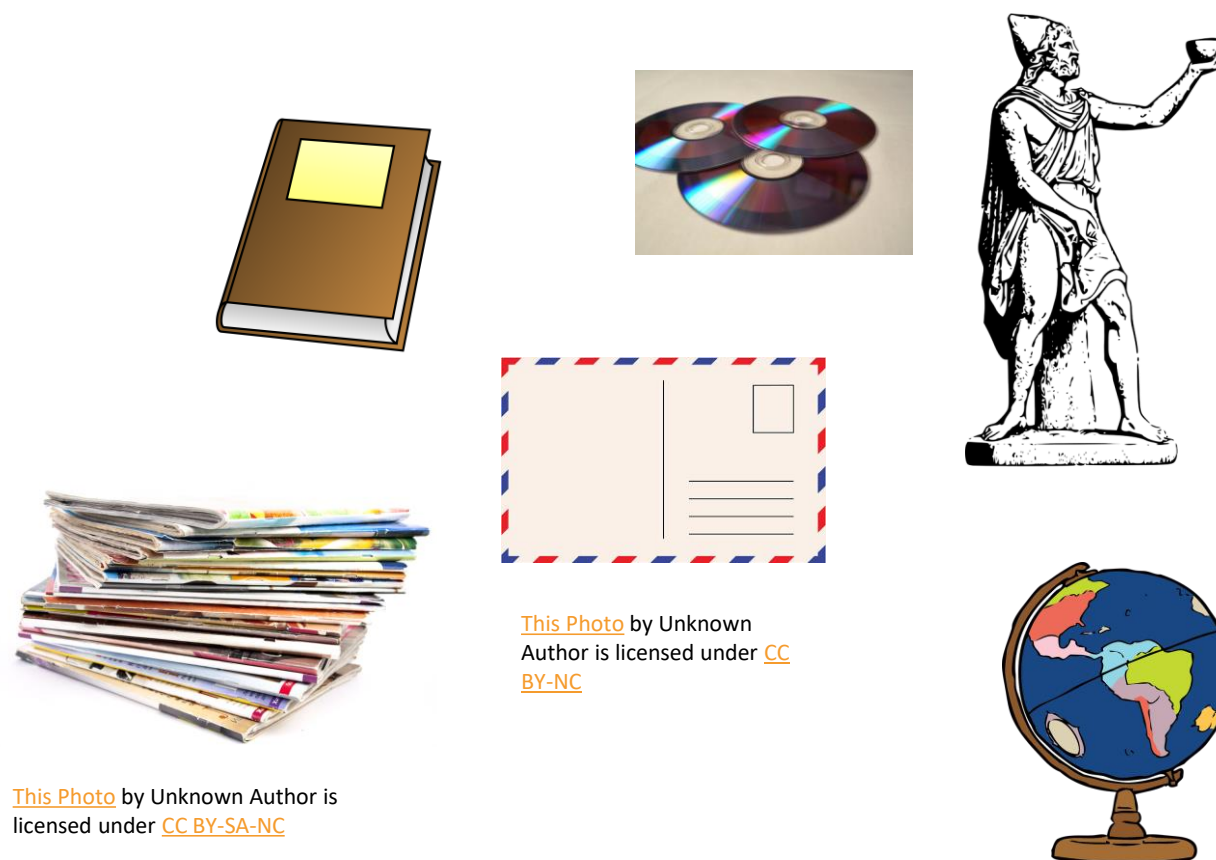 This Photo by Unknown
Author is licensed under CC
BY-NC
This Photo by Unknown Author is
licensed under CC BY-SA-NC